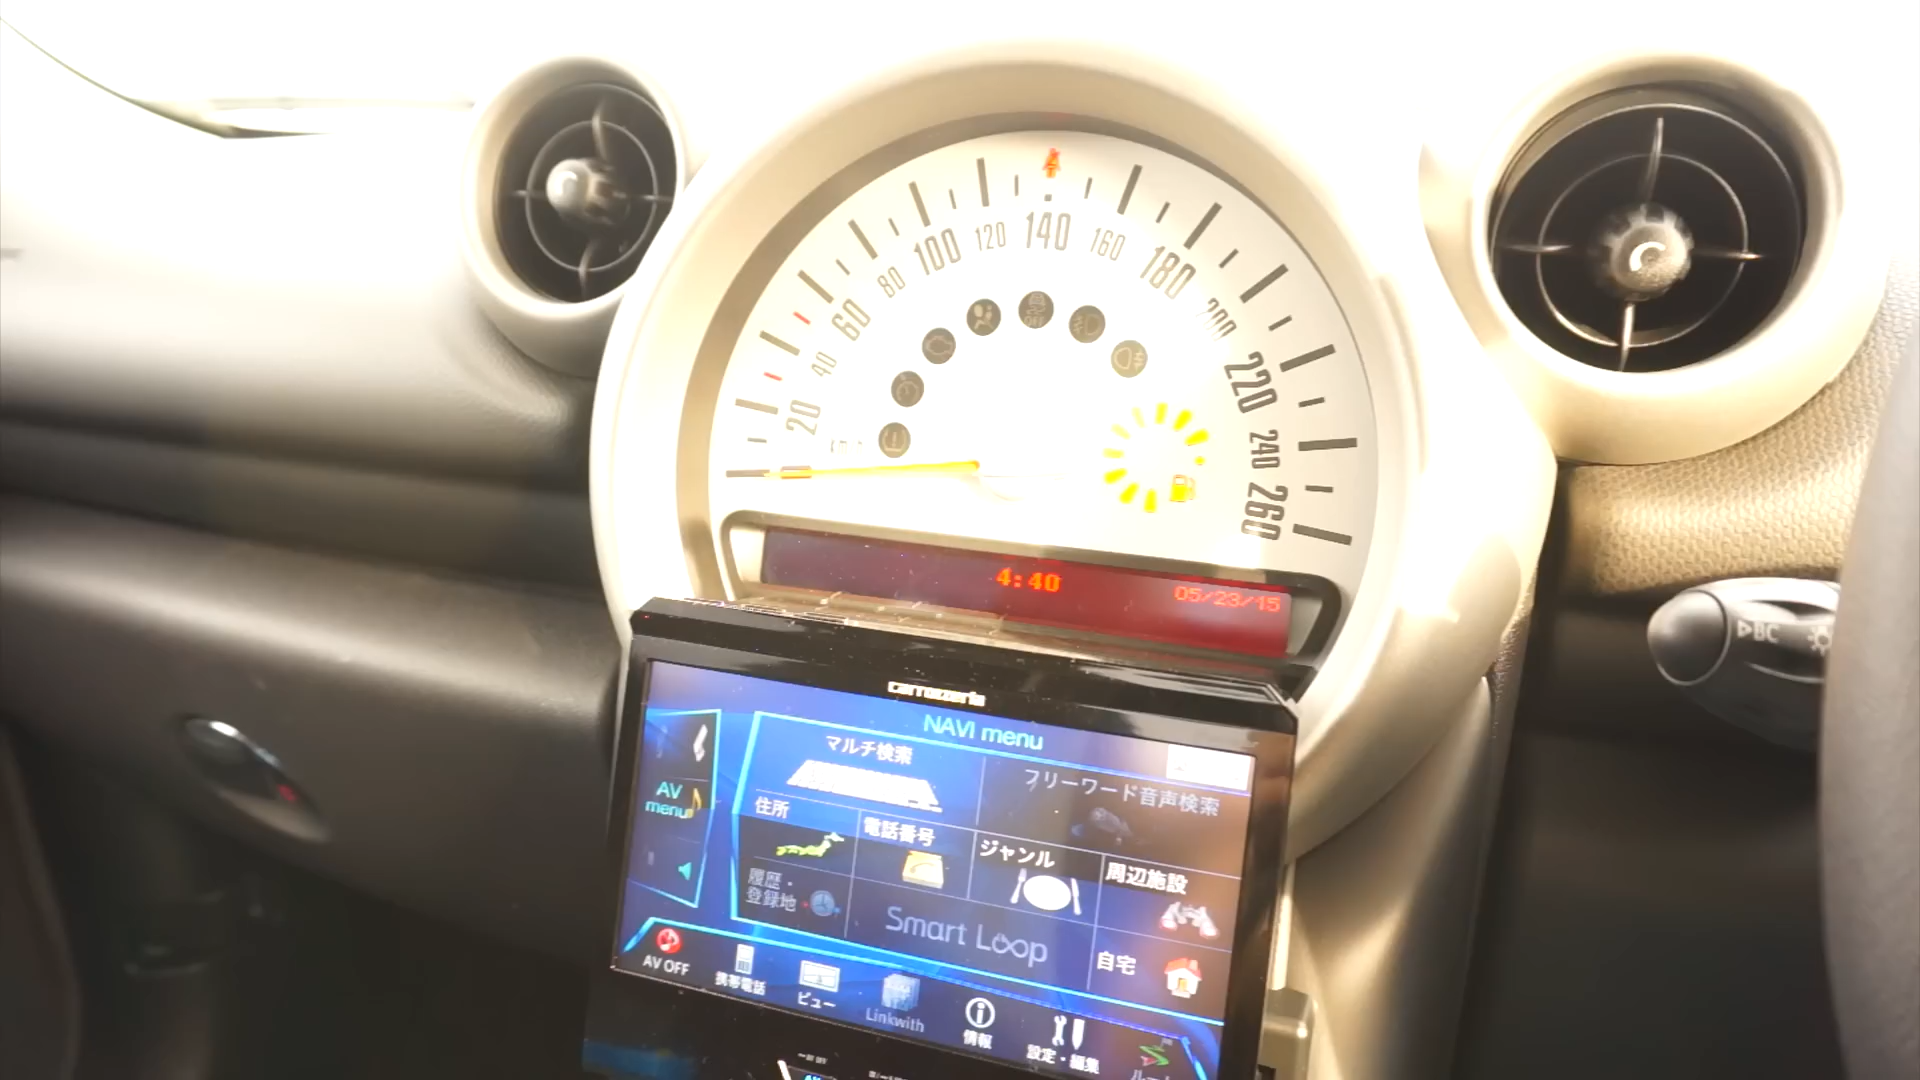 0
20
40
60
80
100
120
140
160
180
200
220
240
260
OFF
4:40
05/23/15
BC
carrozzeria
NAVI menu
マルチ検索
フリーワード音声検索
AV
menu
住所
電話番号
ジャンル
周辺施設
履歴・
登録地
Smart Loop
自宅
AV OFF
携帯電話
ビュー
Linkwith
情報
設定・編集